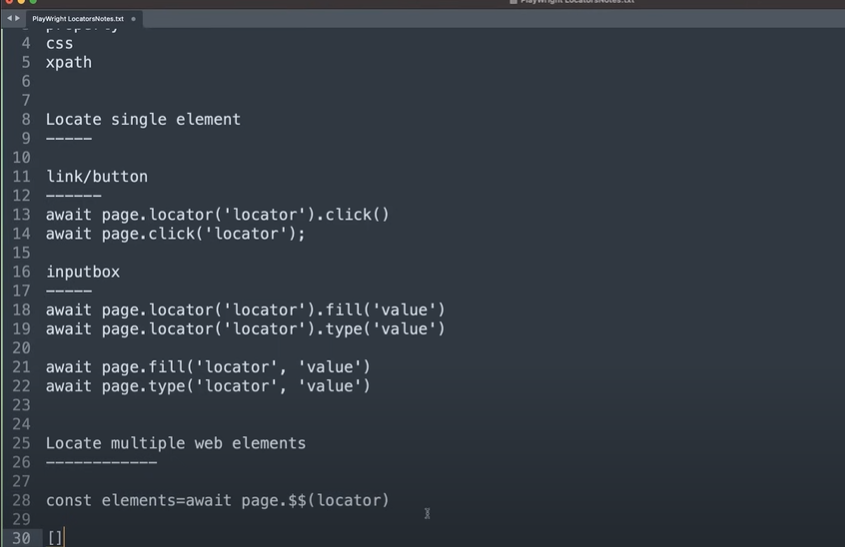 PlayWright LocatorsNotes.txt
PlayWright LocatorsNotes.txt
property
4 css
5 xpath
6
7
8 Locate single element
9 -----
10
11 link/button
12 ------
13 await page.locator('locator').click()
14 await page.click('locator');
15
16 inputbox
17 -----
18 await page.locator('locator').fill('value')
19 await page.locator('locator').type('value')
20
21 await page.fill('locator', 'value')
22 await page.type('locator', 'value')
23
24
25 Locate multiple web elements
26 ------------
27
28 const elements=await page.$$(locator)
29
30 []